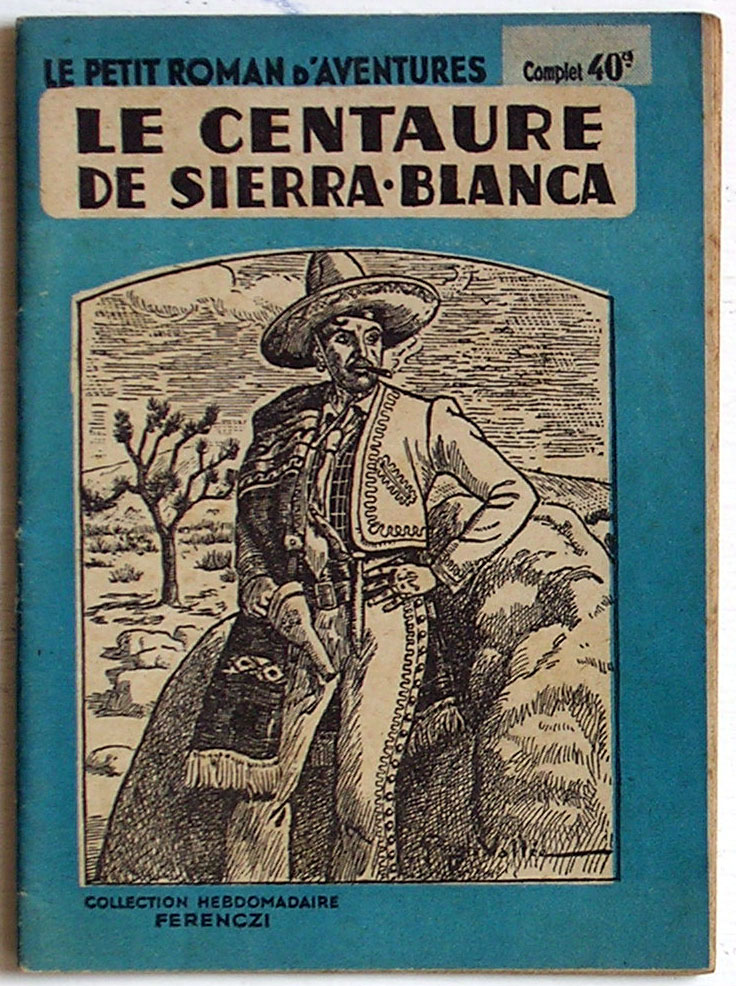 LE PETIT ROMAN D'AVENTURES
Complet 40cs
LE CENTAURE
DE SIERRA·BLANCA
COLLECTION HEBDOMADAIRE
FERENCZI